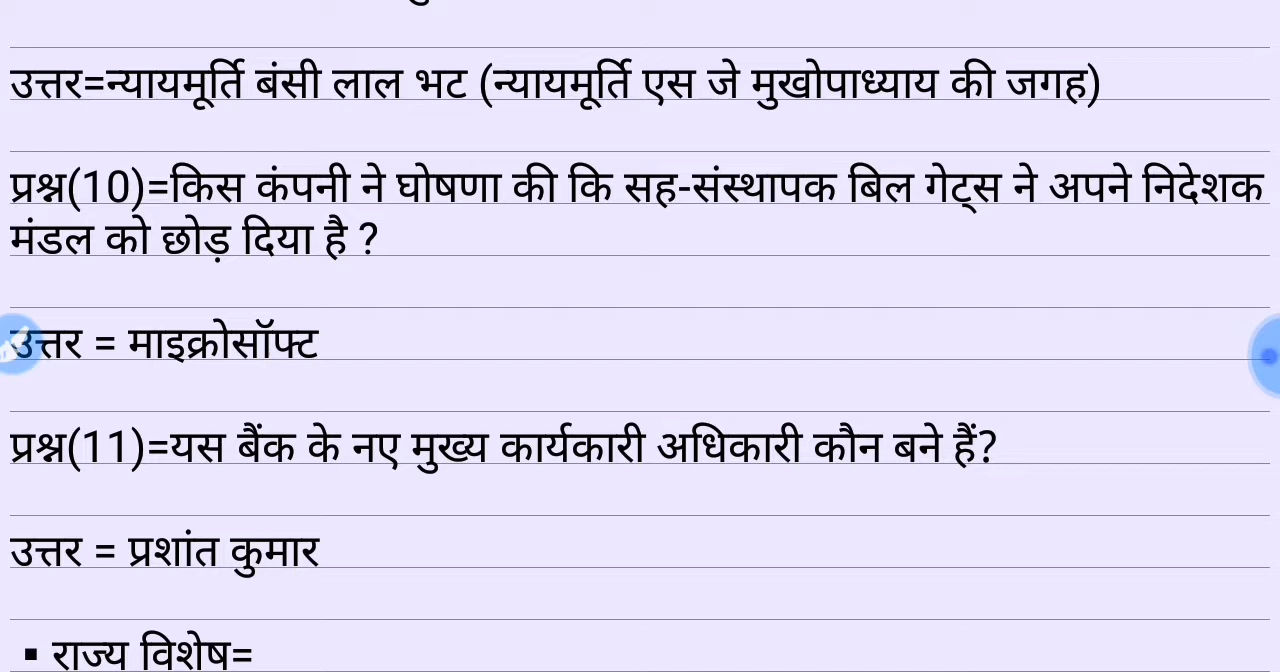 उत्तर=न्यायमूर्ति बंसी लाल भट (न्यायमूर्ति एस जे मुखोपाध्याय की जगह)
प्रश्न(10)=किस कंपनी ने घोषणा की कि सह-संस्थापक बिल गेट्स ने अपने निदेशक
मंडल को छोड़ दिया है ?
उत्तर = माइक्रोसॉफ्ट
प्रश्न(11)=यस बैंक के नए मुख्य कार्यकारी अधिकारी कौन बने हैं?
उत्तर = प्रशांत कुमार
▪ राज्य विशेष=